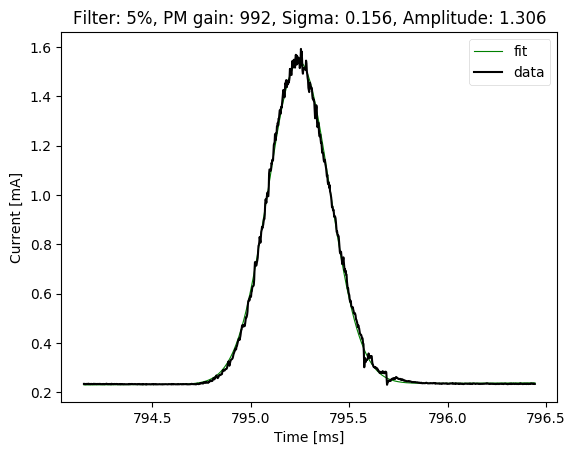 Filter: 5%, PM gain: 992, Sigma: 0.156, Amplitude: 1.306
fit
data
Current [mA]
1.6
1.4
1.2
1.0
0.8
0.6
0.4
0.2
794.5
795.0
795.5
796.0
796.5
Time [ms]